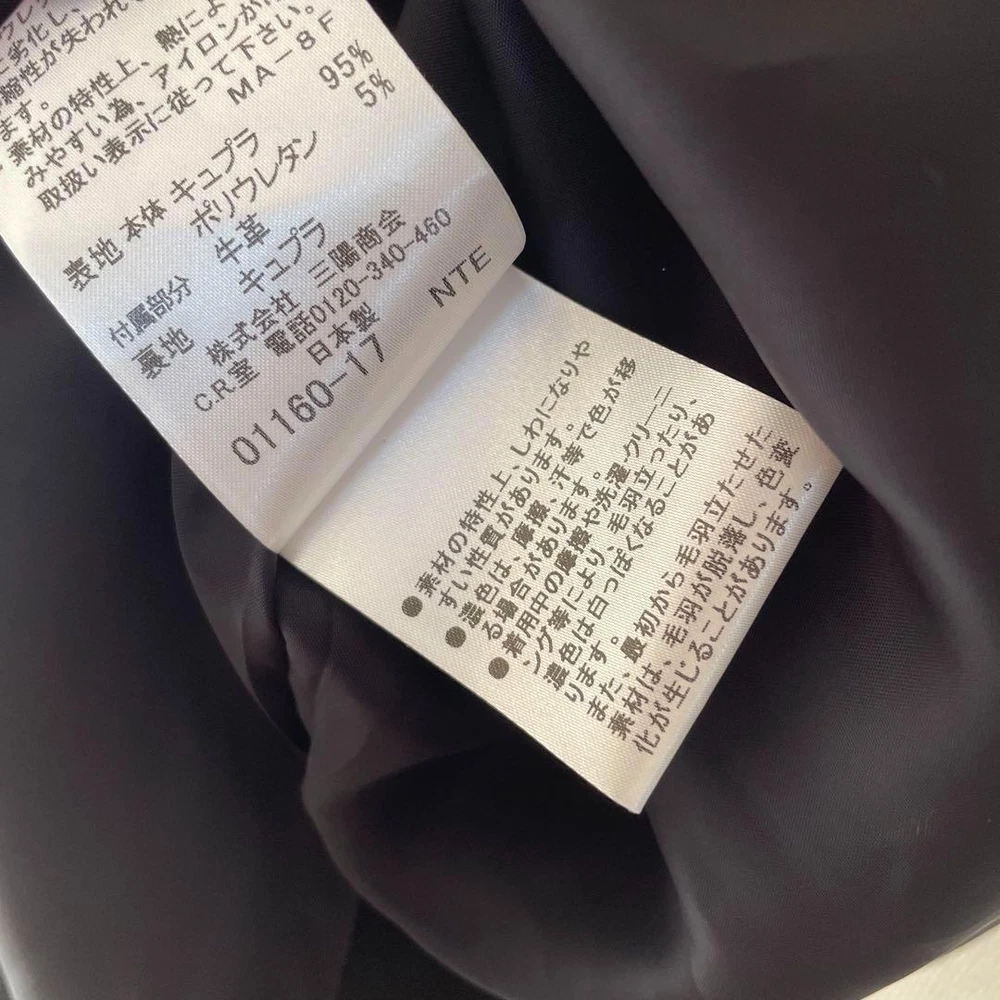 劣化し、
縮性が失われて
ます。
素材の特性上、熱によ
みやすい為、アイロンが
取扱い表示に従って下さい。
MA-8F
表地 本体 キュプラ 95%
ポリウレタン 5%
付属部分 牛革
裏地 キュプラ
株式会社 三陽商会
C.R室 電話0120-340-460
日本製
01160-17 NTE
●素材の特性上、しわになりや
すい性質があります。
●濃色は、摩擦、汗等で色が移
る場合があります。
●着用中の摩擦や洗濯・クリーニ
ング等により、毛羽立ったり、
濃色は白っぽくなることがあ
ります。
また、最初から毛羽立たせた
素材は、毛羽が脱落し、色変
化が生じることがあります。